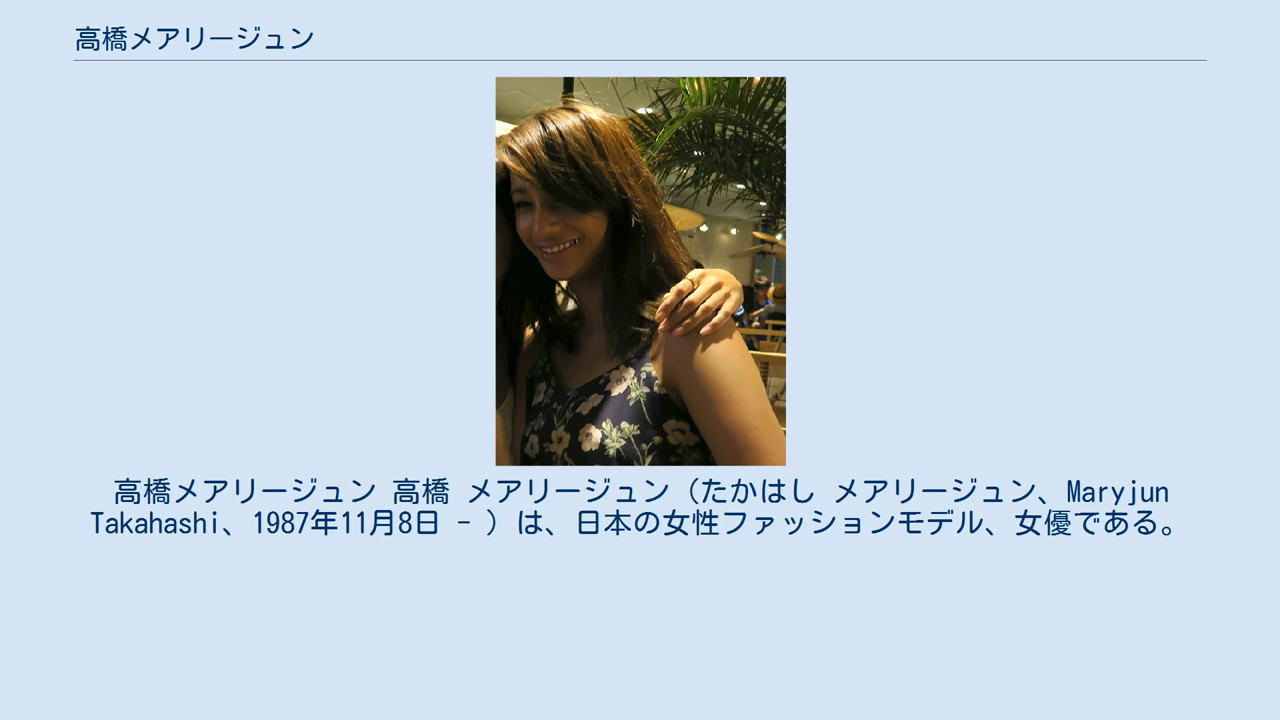 高橋メアリージュン
高橋メアリージュン 高橋 メアリージュン（たかはし メアリージュン、Maryjun
Takahashi、1987年11月8日 - ）は、日本の女性ファッションモデル、女優である。